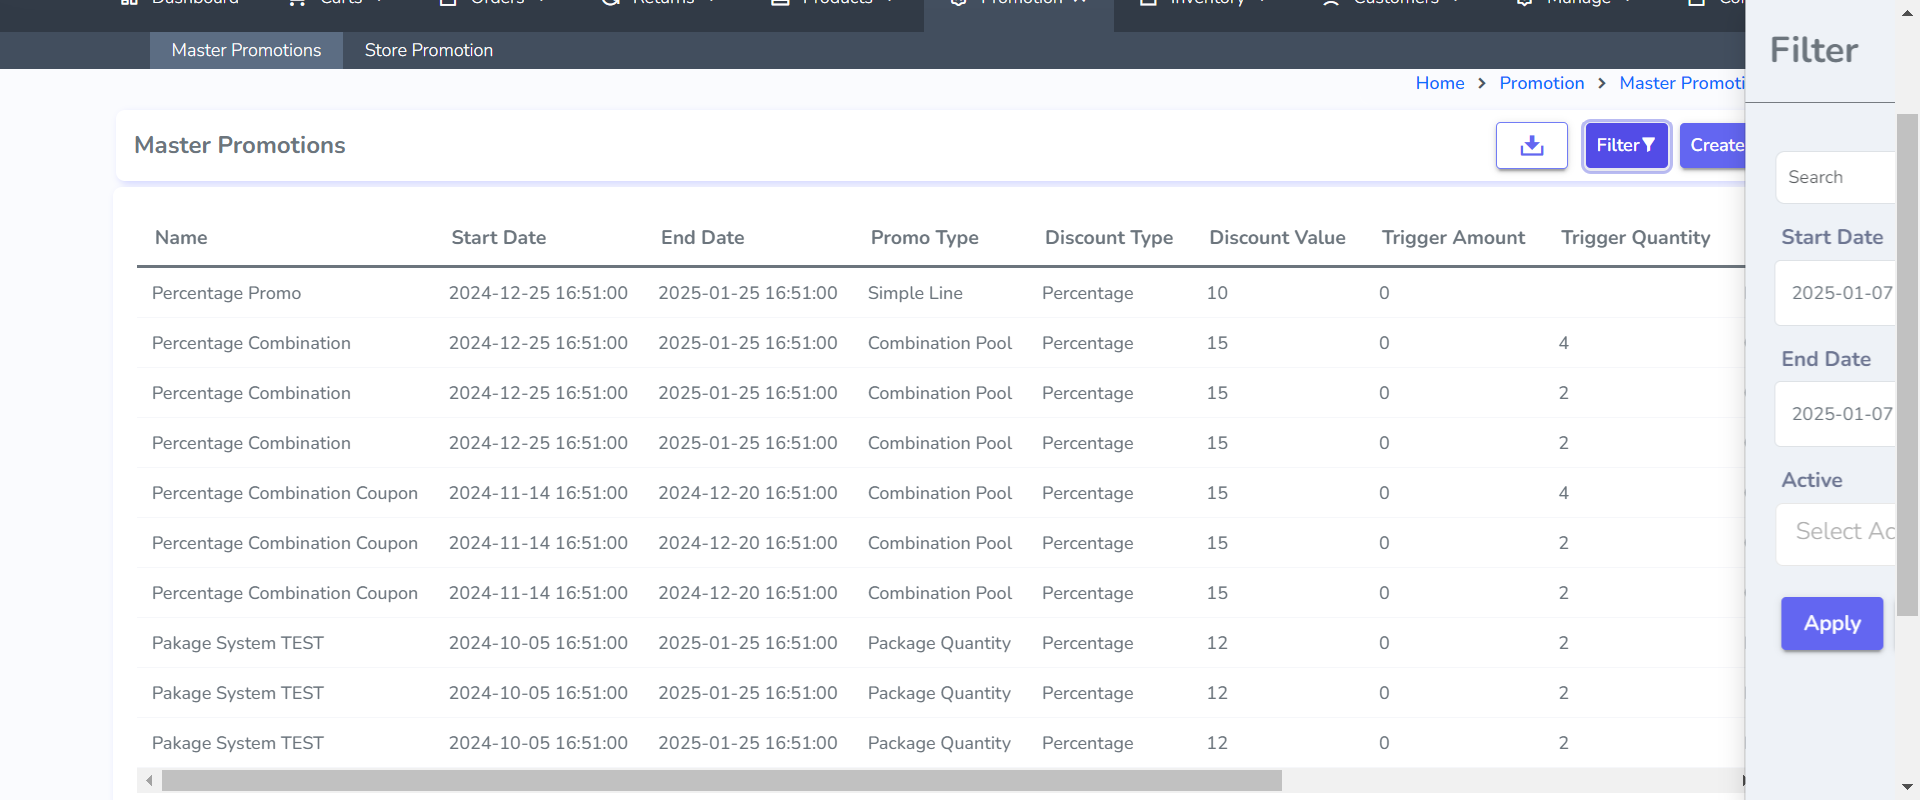 Dashboard Carts Orders Returns Products Promotion Inventory Customers Manage
Master Promotions Store Promotion
Home > Promotion > Master Promoti
Master Promotions
Filter
Create
Name Start Date End Date Promo Type Discount Type Discount Value Trigger Amount Trigger Quantity
Percentage Promo 2024-12-25 16:51:00 2025-01-25 16:51:00 Simple Line Percentage 10 0
Percentage Combination 2024-12-25 16:51:00 2025-01-25 16:51:00 Combination Pool Percentage 15 0 4
Percentage Combination 2024-12-25 16:51:00 2025-01-25 16:51:00 Combination Pool Percentage 15 0 2
Percentage Combination 2024-12-25 16:51:00 2025-01-25 16:51:00 Combination Pool Percentage 15 0 2
Percentage Combination Coupon 2024-11-14 16:51:00 2024-12-20 16:51:00 Combination Pool Percentage 15 0 4
Percentage Combination Coupon 2024-11-14 16:51:00 2024-12-20 16:51:00 Combination Pool Percentage 15 0 2
Percentage Combination Coupon 2024-11-14 16:51:00 2024-12-20 16:51:00 Combination Pool Percentage 15 0 2
Pakage System TEST 2024-10-05 16:51:00 2025-01-25 16:51:00 Package Quantity Percentage 12 0 2
Pakage System TEST 2024-10-05 16:51:00 2025-01-25 16:51:00 Package Quantity Percentage 12 0 2
Pakage System TEST 2024-10-05 16:51:00 2025-01-25 16:51:00 Package Quantity Percentage 12 0 2
Filter
Search
Start Date
2025-01-07
End Date
2025-01-07
Active
Select Ac
Apply